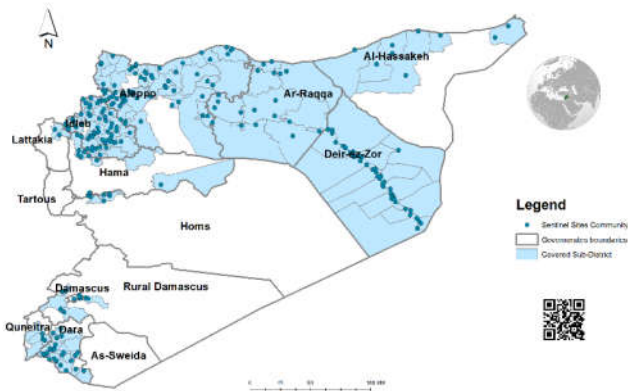 N
Al-Hassakeh
Aleppo
Ar-Raqqa
Idleb
Lattakia
Deir-ez-Zor
Hama
Tartous
Homs
Legend
Sentinel Sites Community
Governorates boundaries
Covered Sub-District
Damascus
Rural Damascus
Quneitra
Dara
As-Sweida